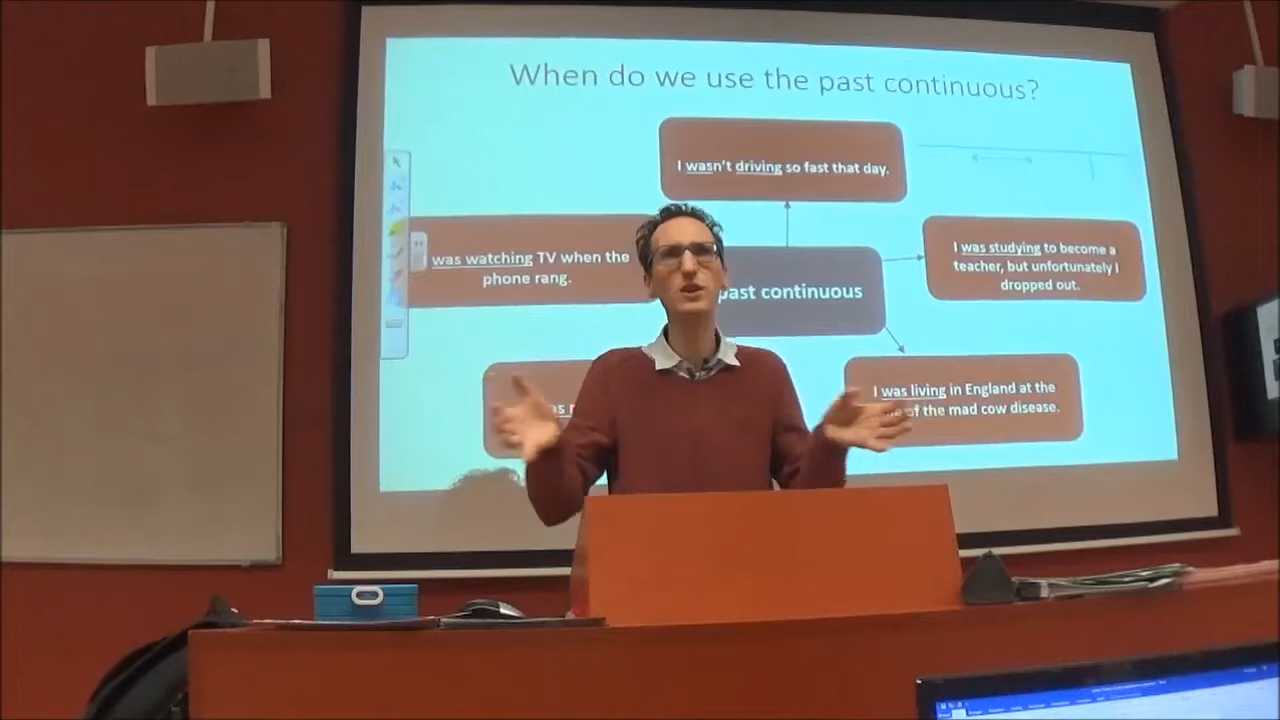 When do we use the past continuous?
I wasn't driving so fast that day.
was watching TV when the
phone rang.
past continuous
I was studying to become a
teacher, but unfortunately I
dropped out.
I was living in England at the
of the mad cow disease.